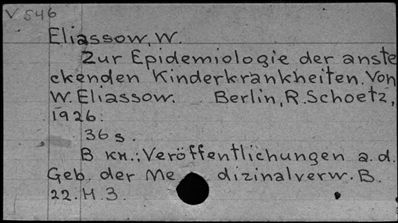 V 546
Eliassow, W.
Zur Epidemiologie der anste
ckenden Kinderkrankheiten. Von
W. Eliassow. Berlin, R. Schoetz,
1926.
36 s.
В кн.: Veröffentlichungen a. d.
Geb. der Me dizinalverw. B.
22. H. 3.